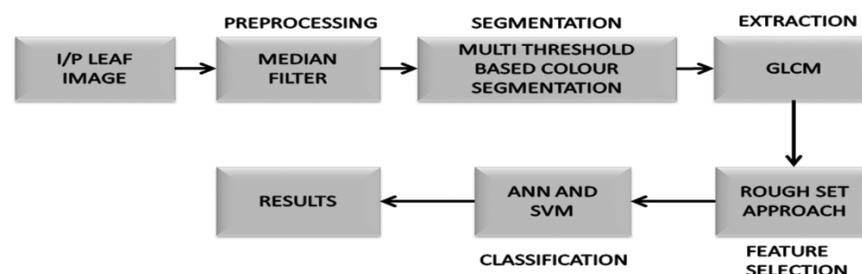 PREPROCESSING
SEGMENTATION
EXTRACTION
I/P LEAF
IMAGE
MEDIAN
FILTER
MULTI THRESHOLD
BASED COLOUR
SEGMENTATION
GLCM
ROUGH SET
APPROACH
FEATURE
SELECTION
ANN AND
SVM
CLASSIFICATION
RESULTS